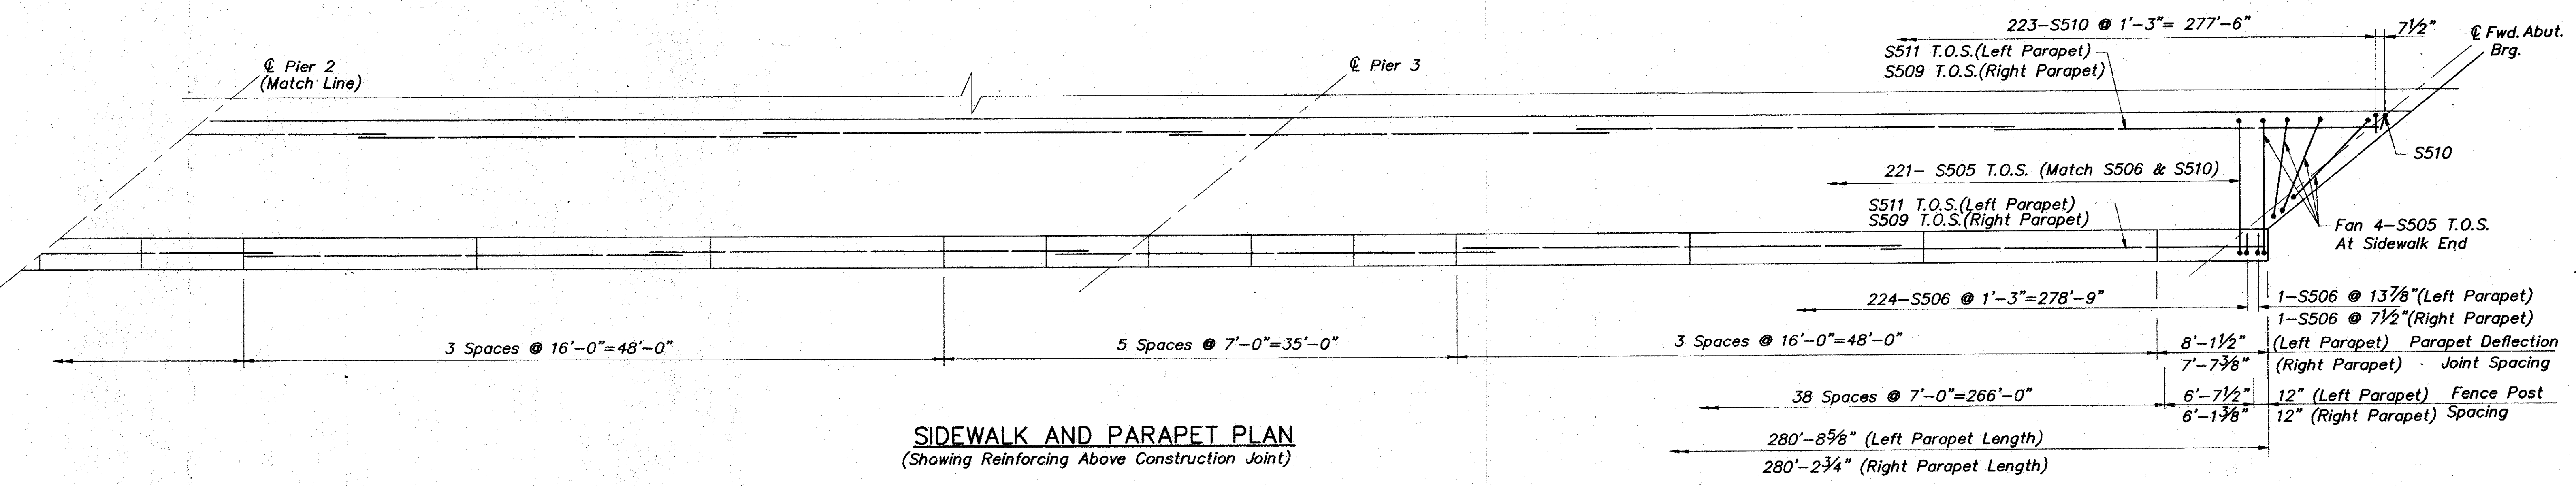 223-S510 @ 1'-3"= 277'-6"
7½"
℄ Fwd. Abut.
Brg.
S511 T.O.S.(Left Parapet)
S509 T.O.S.(Right Parapet)
℄ Pier 2
(Match Line)
℄ Pier 3
S510
221- S505 T.O.S. (Match S506 & S510)
S511 T.O.S.(Left Parapet)
S509 T.O.S.(Right Parapet)
Fan 4-S505 T.O.S.
At Sidewalk End
224-S506 @ 1'-3"=278'-9"
1-S506 @ 13⅞"(Left Parapet)
1-S506 @ 7½"(Right Parapet)
3 Spaces @ 16'-0"=48'-0"
5 Spaces @ 7'-0"=35'-0"
3 Spaces @ 16'-0"=48'-0"
8'-1½" (Left Parapet) Parapet Deflection
7'-7⅜" (Right Parapet) Joint Spacing
38 Spaces @ 7'-0"=266'-0"
6'-7½" 12" (Left Parapet) Fence Post
6'-1⅜" 12" (Right Parapet) Spacing
SIDEWALK AND PARAPET PLAN
(Showing Reinforcing Above Construction Joint)
280'-8⅝" (Left Parapet Length)
280'-2¾" (Right Parapet Length)